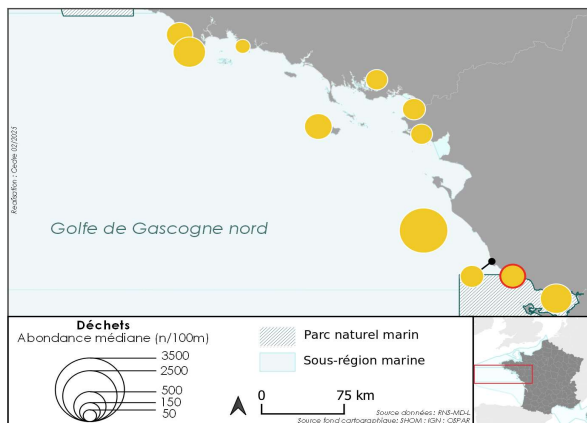 Réalisation : Cedre 02/2025
Golfe de Gascogne nord
Déchets
Abondance médiane (n/100m)
3500
2500
500
150
50
Parc naturel marin
Sous-région marine
0 75 km
Source données : RNS-MD-L
Source fond cartographique: SHOM ; IGN ; OSPAR